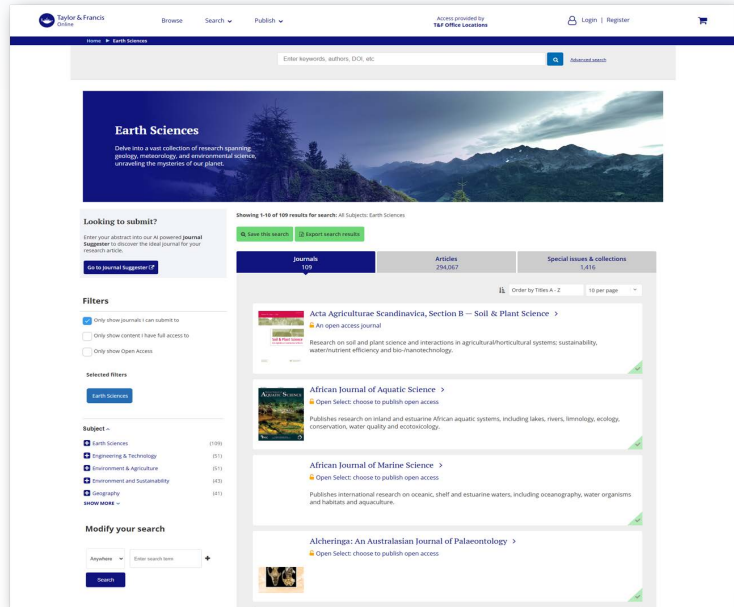 Taylor & Francis
Online
Browse
Search
Publish
Access provided by
T&F Office Locations
Login | Register
Home ▶ Earth Sciences
Enter keywords, authors, DOI, etc
Advanced search
Earth Sciences
Delve into a vast collection of research spanning
geology, meteorology, and environmental science,
unraveling the mysteries of our planet.
Looking to submit?
Enter your abstract into our AI powered Journal
Suggester to discover the ideal journal for your
research article.
Go to Journal Suggester
Filters
Only show journals I can submit to
Only show content I have full access to
Only show Open Access
Selected filters
Earth Sciences
Subject –
Earth Sciences (109)
Engineering & Technology (51)
Environment & Agriculture (51)
Environment and Sustainability (43)
Geography (41)
SHOW MORE
Modify your search
Anywhere
Enter search term
+
Search
Showing 1-10 of 109 results for search: All Subjects: Earth Sciences
Save this search
Export search results
Journals
109
Articles
294,067
Special issues & collections
1,416
Order by Titles A - Z
10 per page
Acta Agriculturae Scandinavica, Section B — Soil & Plant Science >
An open access journal
Research on soil and plant science and interactions in agricultural/horticultural systems; sustainability,
water/nutrient efficiency and bio-/nanotechnology.
Soil & Plant Science
African Journal of Aquatic Science >
Open Select: choose to publish open access
Publishes research on inland and estuarine African aquatic systems, including lakes, rivers, limnology, ecology,
conservation, water quality and ecotoxicology.
AQUATIC SCIENCE
African Journal of Marine Science >
Open Select: choose to publish open access
Publishes international research on oceanic, shelf and estuarine waters, including oceanography, water organisms
and habitats and aquaculture.
Alcheringa: An Australasian Journal of Palaeontology >
Open Select: choose to publish open access